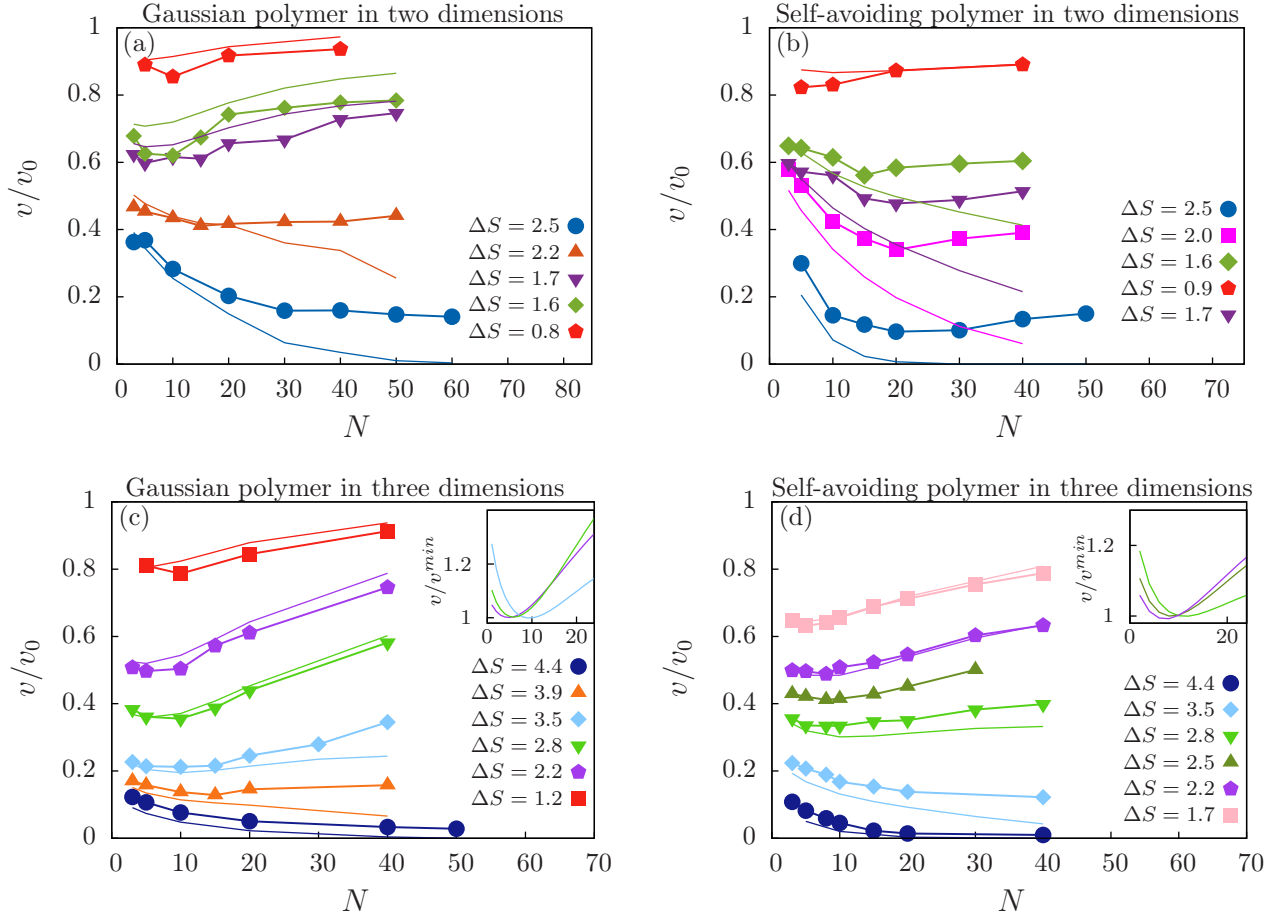 Gaussian polymer in two dimensions
(a)
v/v0
1
0.8
0.6
0.4
0.2
0
0 10 20 30 40 50 60 70 80
N
ΔS = 2.5
ΔS = 2.2
ΔS = 1.7
ΔS = 1.6
ΔS = 0.8
Self-avoiding polymer in two dimensions
(b)
v/v0
1
0.8
0.6
0.4
0.2
0
0 10 20 30 40 50 60 70
N
ΔS = 2.5
ΔS = 2.0
ΔS = 1.6
ΔS = 0.9
ΔS = 1.7
Gaussian polymer in three dimensions
(c)
v/v0
1
0.8
0.6
0.4
0.2
0
0 10 20 30 40 50 60 70
N
v/v^min
1.2
1
0 10 20
ΔS = 4.4
ΔS = 3.9
ΔS = 3.5
ΔS = 2.8
ΔS = 2.2
ΔS = 1.2
Self-avoiding polymer in three dimensions
(d)
v/v0
1
0.8
0.6
0.4
0.2
0
0 10 20 30 40 50 60 70
N
v/v^min
1.2
1
0 10 20
ΔS = 4.4
ΔS = 3.5
ΔS = 2.8
ΔS = 2.5
ΔS = 2.2
ΔS = 1.7